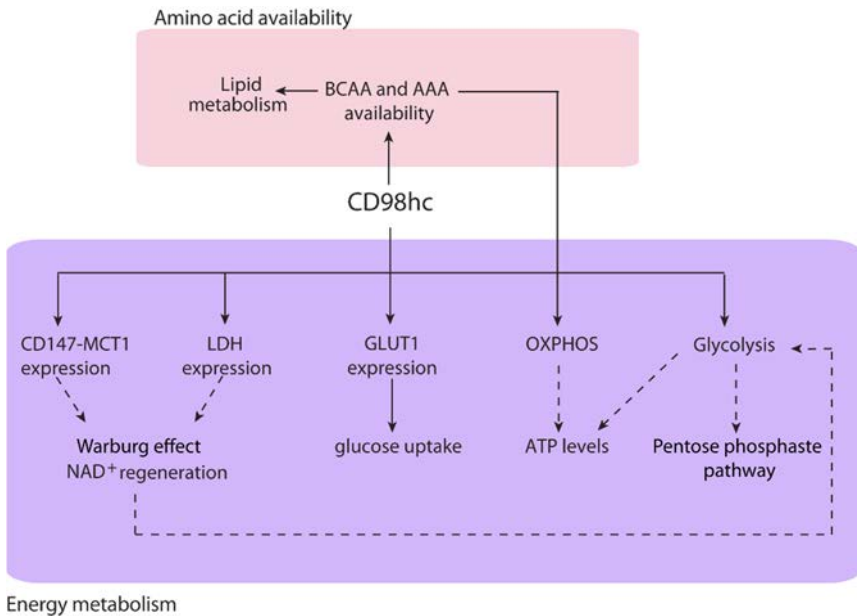 Amino acid availability
Lipid
metabolism
BCAA and AAA
availability
CD98hc
CD147-MCT1
expression
LDH
expression
GLUT1
expression
OXPHOS
Glycolysis
Warburg effect
NAD+ regeneration
glucose uptake
ATP levels
Pentose phosphaste
pathway
Energy metabolism